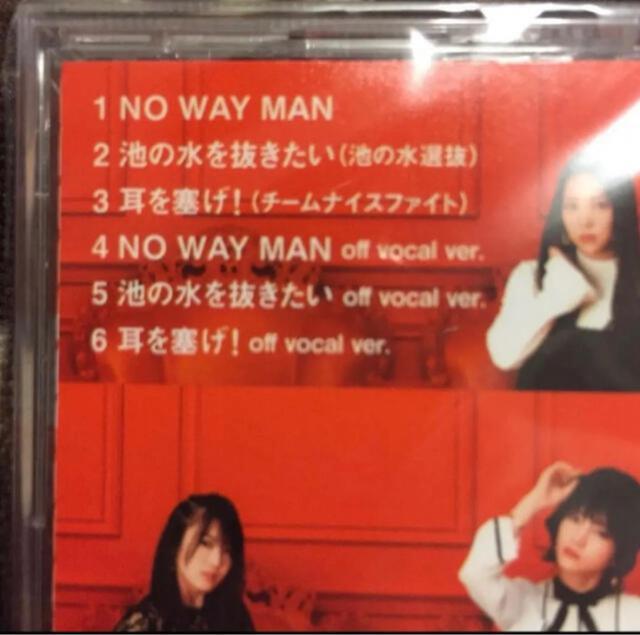 1 NO WAY MAN
2 池の水を抜きたい(池の水選抜)
3 耳を塞げ!(チームナイスファイト)
4 NO WAY MAN off vocal ver.
5 池の水を抜きたい off vocal ver.
6 耳を塞げ! off vocal ver.